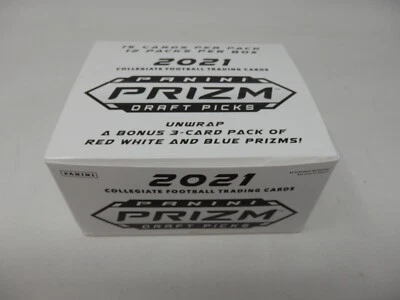 15 CARDS PER PACK
12 PACKS PER BOX
2021
COLLEGIATE FOOTBALL TRADING CARDS
PANINI
PRIZM
DRAFT PICKS
UNWRAP
A BONUS 3-CARD PACK OF
RED WHITE AND BLUE PRIZMS!
PANINI
2021
COLLEGIATE FOOTBALL TRADING CARDS
PANINI
PRIZM
DRAFT PICKS